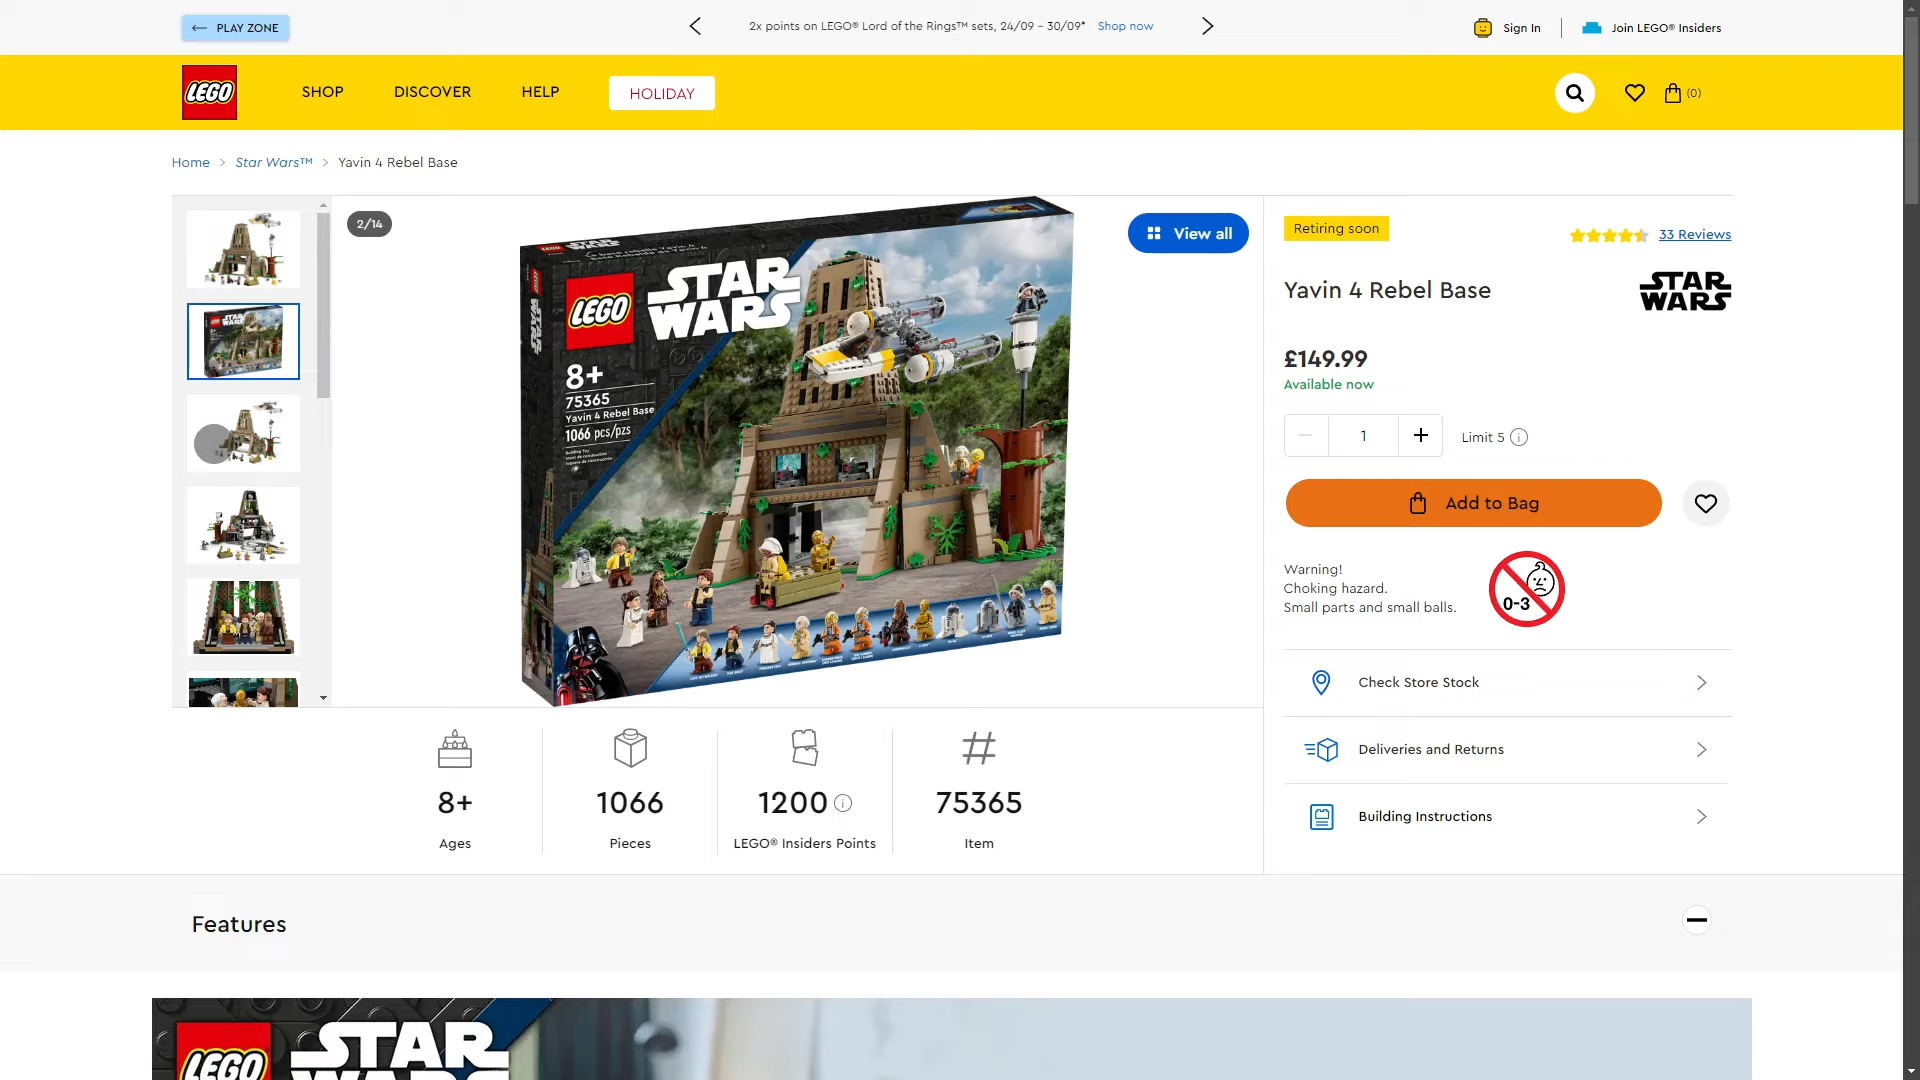 PLAY ZONE
2x points on LEGO® Lord of the Rings™ sets, 24/09 – 30/09* Shop now
Sign In
Join LEGO® Insiders
LEGO
SHOP
DISCOVER
HELP
HOLIDAY
(0)
Home > Star Wars™ > Yavin 4 Rebel Base
2/14
View all
LEGO
STAR
WARS
8+
75365
Yavin 4 Rebel Base
1066 pcs/pzs
Retiring soon
33 Reviews
Yavin 4 Rebel Base
STAR
WARS
£149.99
Available now
1
Limit 5
Add to Bag
Warning!
Choking hazard.
Small parts and small balls.
0-3
Check Store Stock
Deliveries and Returns
Building Instructions
8+
Ages
1066
Pieces
1200
LEGO® Insiders Points
75365
Item
Features
LEGO
STAR